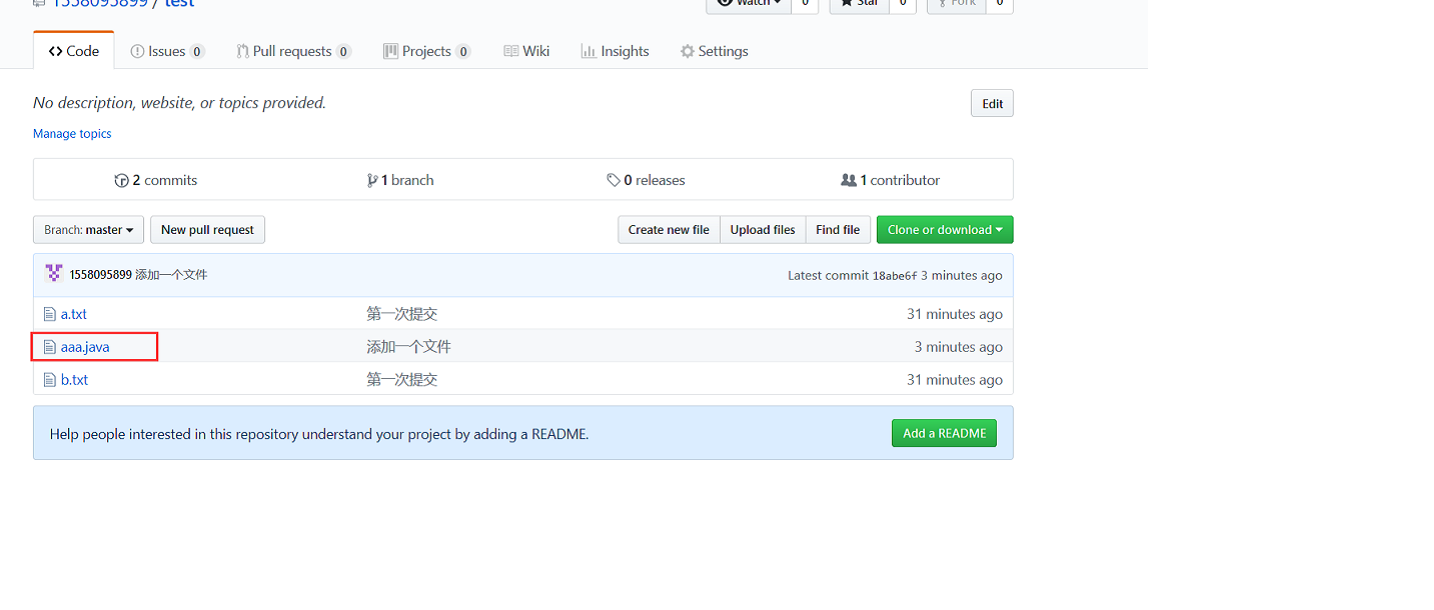 1558095899 / test
Watch 0 Star 0 Fork 0
Code Issues 0 Pull requests 0 Projects 0 Wiki Insights Settings
No description, website, or topics provided. Edit
Manage topics
2 commits 1 branch 0 releases 1 contributor
Branch: master New pull request Create new file Upload files Find file Clone or download
1558095899 添加一个文件 Latest commit 18abe6f 3 minutes ago
a.txt 第一次提交 31 minutes ago
aaa.java 添加一个文件 3 minutes ago
b.txt 第一次提交 31 minutes ago
Help people interested in this repository understand your project by adding a README. Add a README